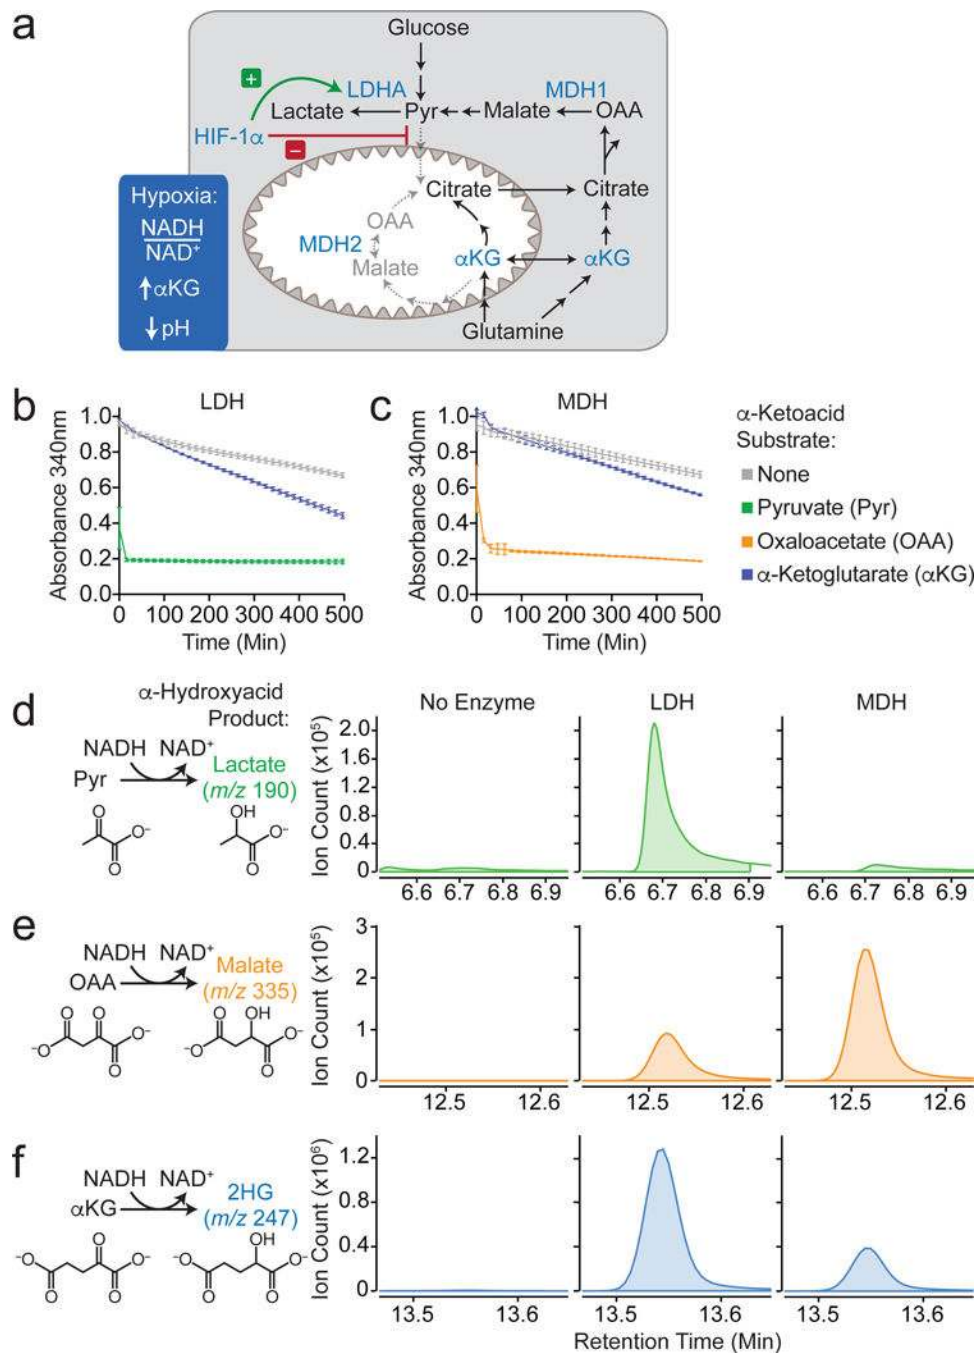 a
Glucose
+
LDHA
MDH1
Lactate
Pyr
Malate
OAA
HIF-1α
−
Hypoxia:
NADH
NAD⁺
αKG
pH
Citrate
Citrate
OAA
MDH2
αKG
αKG
Malate
Glutamine
b
LDH
Absorbance 340nm
1.0
0.8
0.6
0.4
0.2
0.0
0 100 200 300 400 500
Time (Min)
c
MDH
Absorbance 340nm
1.0
0.8
0.6
0.4
0.2
0.0
0 100 200 300 400 500
Time (Min)
α-Ketoacid
Substrate:
None
Pyruvate (Pyr)
Oxaloacetate (OAA)
α-Ketoglutarate (αKG)
d
α-Hydroxyacid
Product:
No Enzyme
LDH
MDH
NADH NAD⁺
Pyr
Lactate
(m/z 190)
O
O⁻
O
OH
O⁻
O
Ion Count (x10⁵)
2.0
1.6
1.2
0.8
0.4
0
6.6 6.7 6.8 6.9
6.6 6.7 6.8 6.9
6.6 6.7 6.8 6.9
e
NADH NAD⁺
OAA
Malate
(m/z 335)
O O
⁻O
O⁻
O
O OH
⁻O
O⁻
O
Ion Count (x10⁵)
3
2
1
0
12.5 12.6
12.5 12.6
12.5 12.6
f
NADH NAD⁺
αKG
2HG
(m/z 247)
O
⁻O
O⁻
O O
OH
⁻O
O⁻
O O
Ion Count (x10⁶)
1.2
0.8
0.4
0
13.5 13.6
13.5 13.6
13.5 13.6
Retention Time (Min)